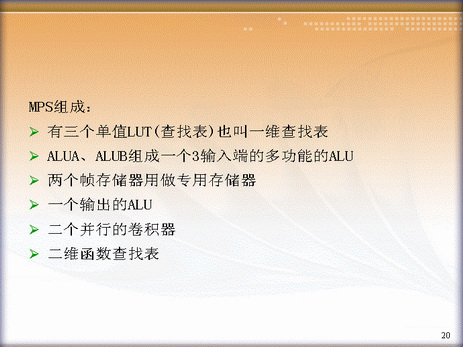 MPS组成:
有三个单值LUT(查找表)也叫一维查找表
ALUA、ALUB组成一个3输入端的多功能的ALU
两个帧存储器用做专用存储器
一个输出的ALU
二个并行的卷积器
二维函数查找表
20